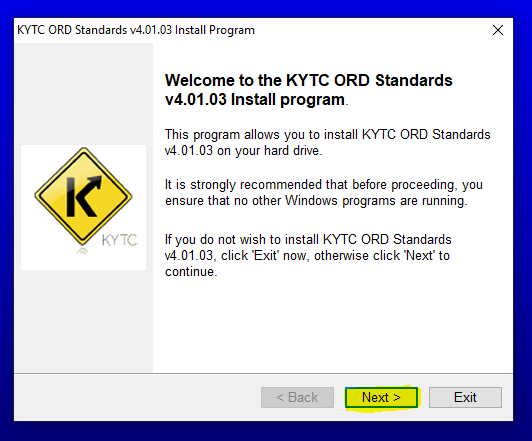 KYTC ORD Standards v4.01.03 Install Program
Welcome to the KYTC ORD Standards
v4.01.03 Install program.
This program allows you to install KYTC ORD Standards
v4.01.03 on your hard drive.
It is strongly recommended that before proceeding, you
ensure that no other Windows programs are running.
K
KYTC
If you do not wish to install KYTC ORD Standards
v4.01.03, click 'Exit' now, otherwise click 'Next' to
continue.
< Back
Next >
Exit